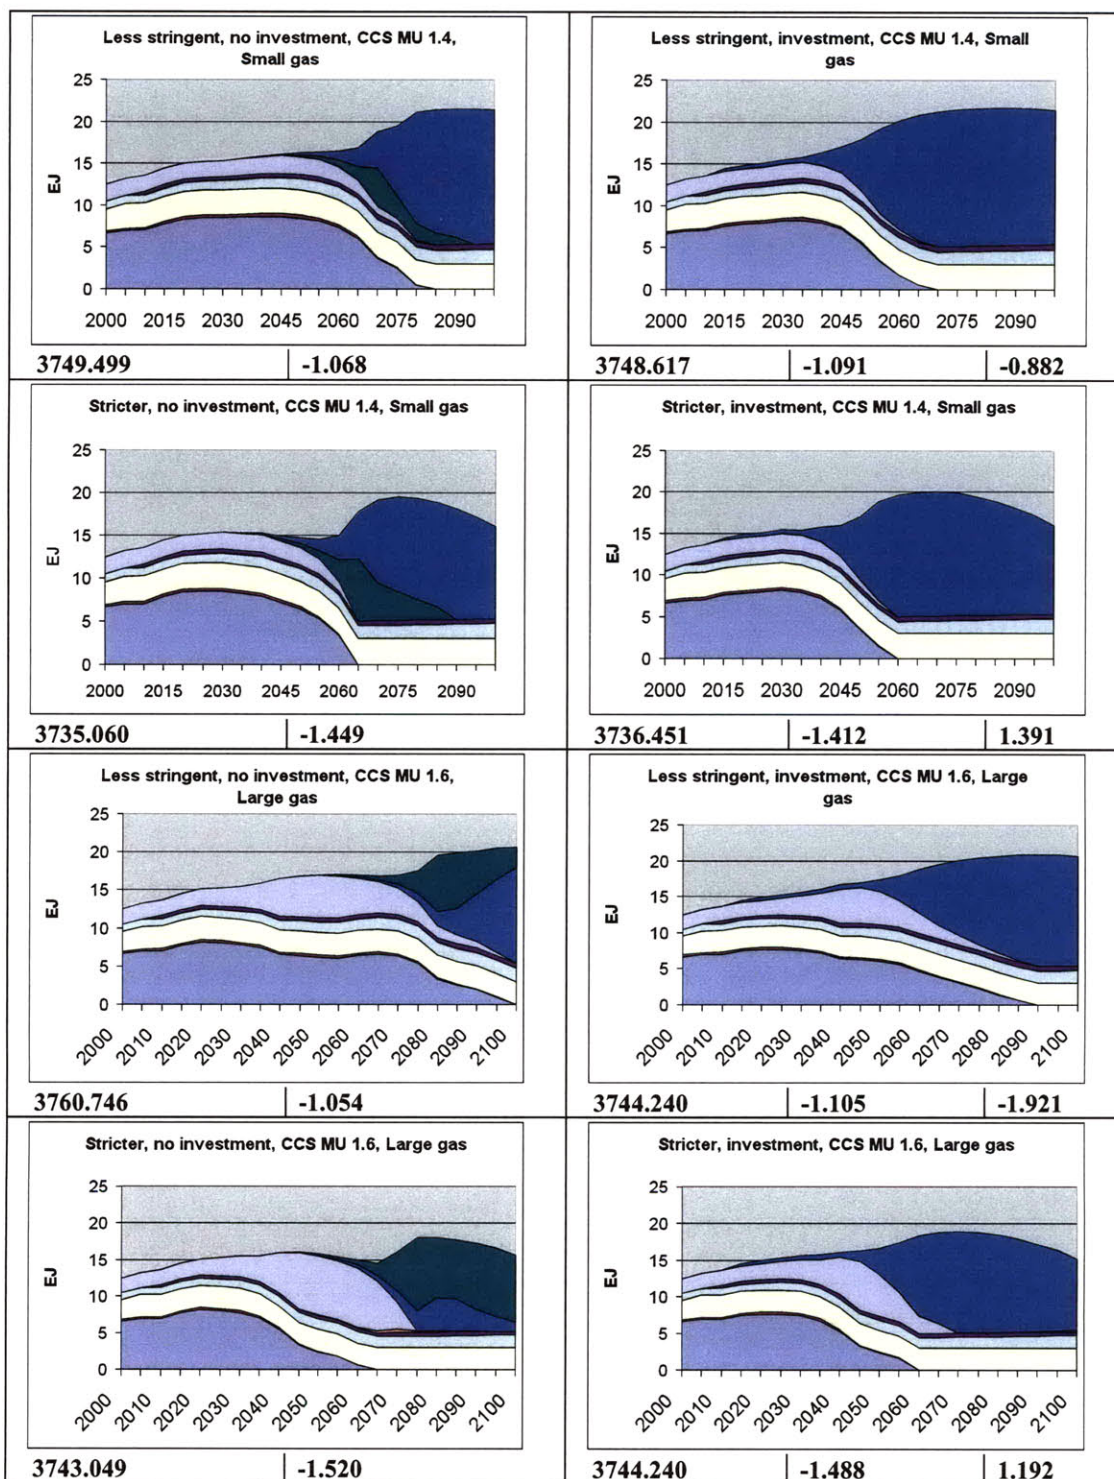 Less stringent, no investment, CCS MU 1.4,
Small gas
25
20
15
10
5
0
EJ
2000 2015 2030 2045 2060 2075 2090
3749.499 -1.068
Less stringent, investment, CCS MU 1.4, Small
gas
25
20
15
10
5
0
EJ
2000 2015 2030 2045 2060 2075 2090
3748.617 -1.091 -0.882
Stricter, no investment, CCS MU 1.4, Small gas
25
20
15
10
5
0
EJ
2000 2015 2030 2045 2060 2075 2090
3735.060 -1.449
Stricter, investment, CCS MU 1.4, Small gas
25
20
15
10
5
0
EJ
2000 2015 2030 2045 2060 2075 2090
3736.451 -1.412 1.391
Less stringent, no investment, CCS MU 1.6,
Large gas
25
20
15
10
5
0
EJ
2000 2010 2020 2030 2040 2050 2060 2070 2080 2090 2100
3760.746 -1.054
Less stringent, investment, CCS MU 1.6, Large
gas
25
20
15
10
5
0
EJ
2000 2010 2020 2030 2040 2050 2060 2070 2080 2090 2100
3744.240 -1.105 -1.921
Stricter, no investment, CCS MU 1.6, Large gas
25
20
15
10
5
0
EJ
2000 2010 2020 2030 2040 2050 2060 2070 2080 2090 2100
3743.049 -1.520
Stricter, investment, CCS MU 1.6, Large gas
25
20
15
10
5
0
EJ
2000 2010 2020 2030 2040 2050 2060 2070 2080 2090 2100
3744.240 -1.488 1.192